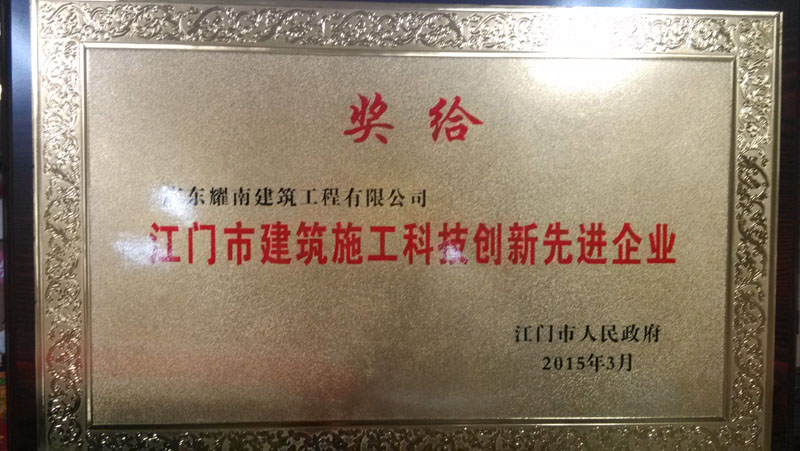 奖给
东耀南建筑工程有限公司
江门市建筑施工科技创新先进企业
江门市人民政府
2015年3月